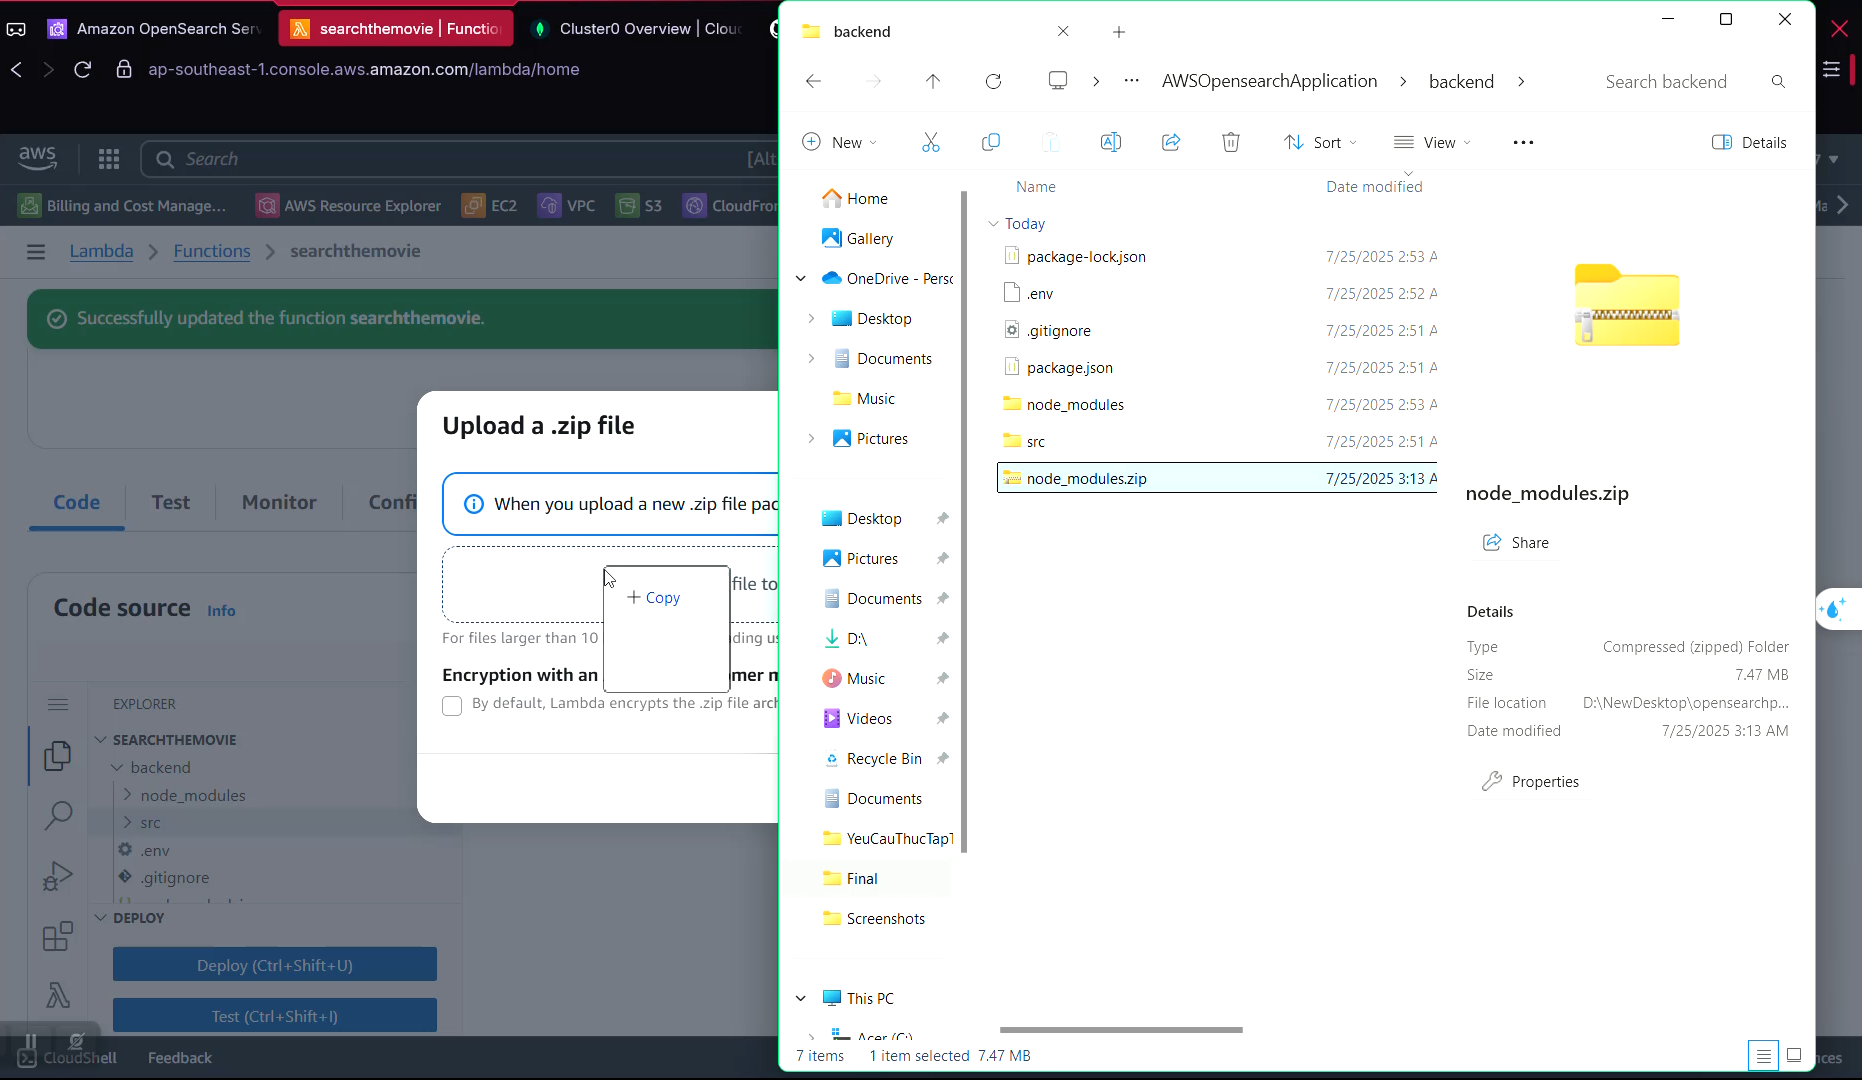 Amazon OpenSearch Serv
searchthemovie | Functio
Cluster0 Overview | Clou
ap-southeast-1.console.aws.amazon.com/lambda/home
aws
Search
[Alt
Billing and Cost Manage...
AWS Resource Explorer
EC2
VPC
S3
CloudFron
Lambda
Functions
searchthemovie
Successfully updated the function searchthemovie.
Code
Test
Monitor
Confi
Code source
Info
EXPLORER
SEARCHTHEMOVIE
backend
node_modules
src
.env
.gitignore
DEPLOY
Deploy (Ctrl+Shift+U)
Test (Ctrl+Shift+I)
CloudShell
Feedback
Upload a .zip file
When you upload a new .zip file pac
file to
+ Copy
For files larger than 10
ding us
Encryption with an
mer m
By default, Lambda encrypts the .zip file arch
backend
AWSOpensearchApplication
backend
Search backend
New
Sort
View
Details
Home
Gallery
OneDrive - Perso
Desktop
Documents
Music
Pictures
Desktop
Pictures
Documents
D:\
Music
Videos
Recycle Bin
Documents
YeuCauThucTapT
Final
Screenshots
This PC
Acer (C:)
Name
Date modified
Today
package-lock.json
7/25/2025 2:53 A
.env
7/25/2025 2:52 A
.gitignore
7/25/2025 2:51 A
package.json
7/25/2025 2:51 A
node_modules
7/25/2025 2:53 A
src
7/25/2025 2:51 A
node_modules.zip
7/25/2025 3:13 A
node_modules.zip
Share
Details
Type
Compressed (zipped) Folder
Size
7.47 MB
File location
D:\NewDesktop\opensearchp...
Date modified
7/25/2025 3:13 AM
Properties
7 items
1 item selected 7.47 MB
nces